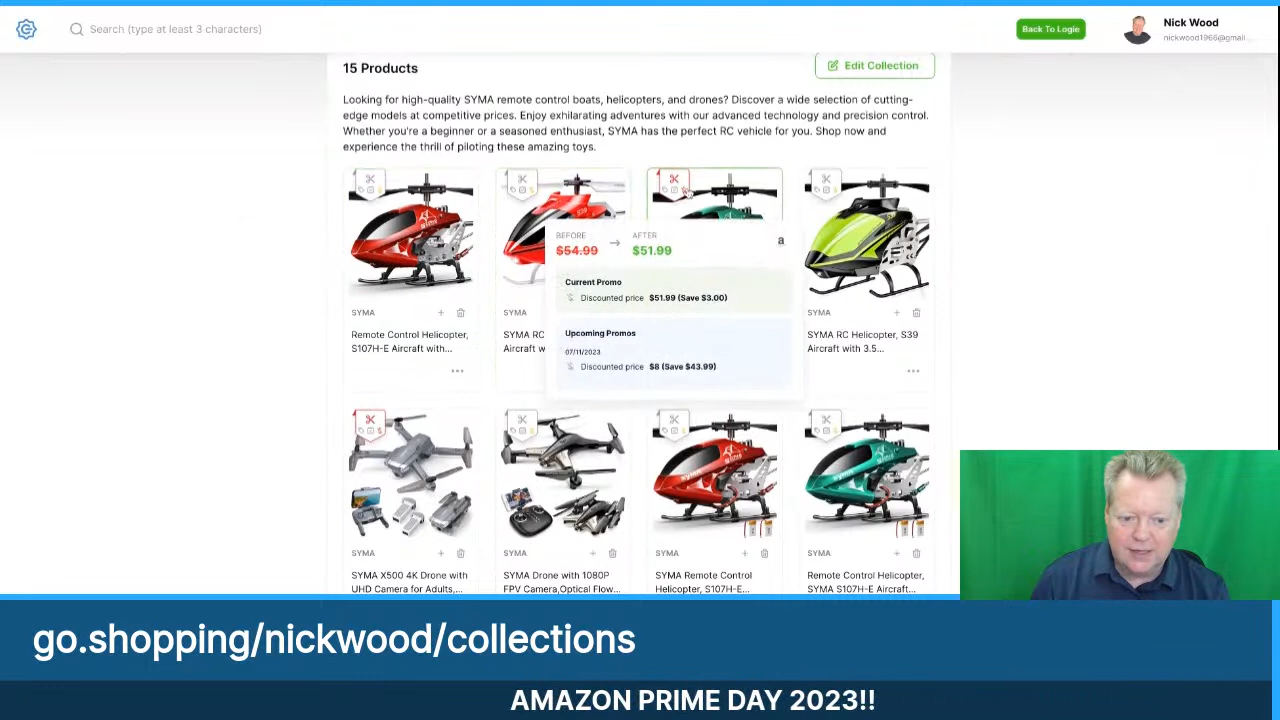 Search (type at least 3 characters)
Back To Logie
Nick Wood
nickwood1966@gmail...
15 Products
Edit Collection
Looking for high-quality SYMA remote control boats, helicopters, and drones? Discover a wide selection of cutting-
edge models at competitive prices. Enjoy exhilarating adventures with our advanced technology and precision control.
Whether you're a beginner or a seasoned enthusiast, SYMA has the perfect RC vehicle for you. Shop now and
experience the thrill of piloting these amazing toys.
BEFORE
AFTER
$54.99
$51.99
a
Current Promo
Discounted price $51.99 (Save $3.00)
Upcoming Promos
07/11/2023
Discounted price $8 (Save $43.99)
SYMA
Remote Control Helicopter,
S107H-E Aircraft with...
SYMA
SYMA RC
Aircraft with
SYMA
SYMA RC Helicopter, S39
Aircraft with 3.5...
SYMA
SYMA X500 4K Drone with
UHD Camera for Adults,...
SYMA
SYMA Drone with 1080P
FPV Camera,Optical Flow...
SYMA
SYMA Remote Control
Helicopter, S107H-E...
SYMA
Remote Control Helicopter,
SYMA S107H-E Aircraft...
go.shopping/nickwood/collections
AMAZON PRIME DAY 2023!!